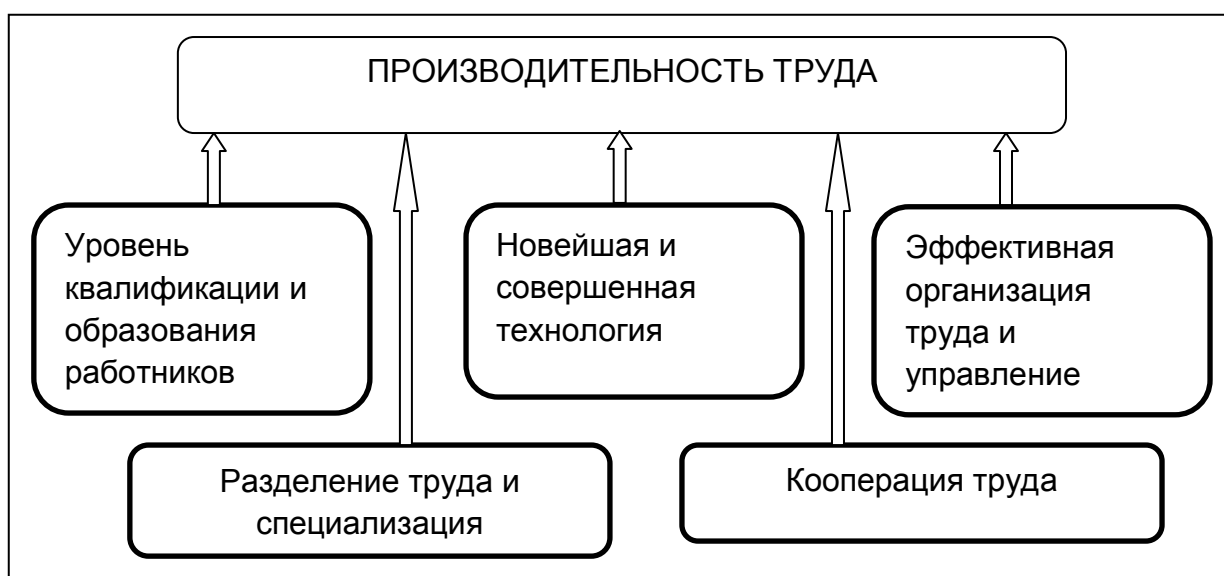 ПРОИЗВОДИТЕЛЬНОСТЬ ТРУДА
Уровень
квалификации и
образования
работников
Новейшая и
совершенная
технология
Эффективная
организация
труда и
управление
Разделение труда и
специализация
Кооперация труда